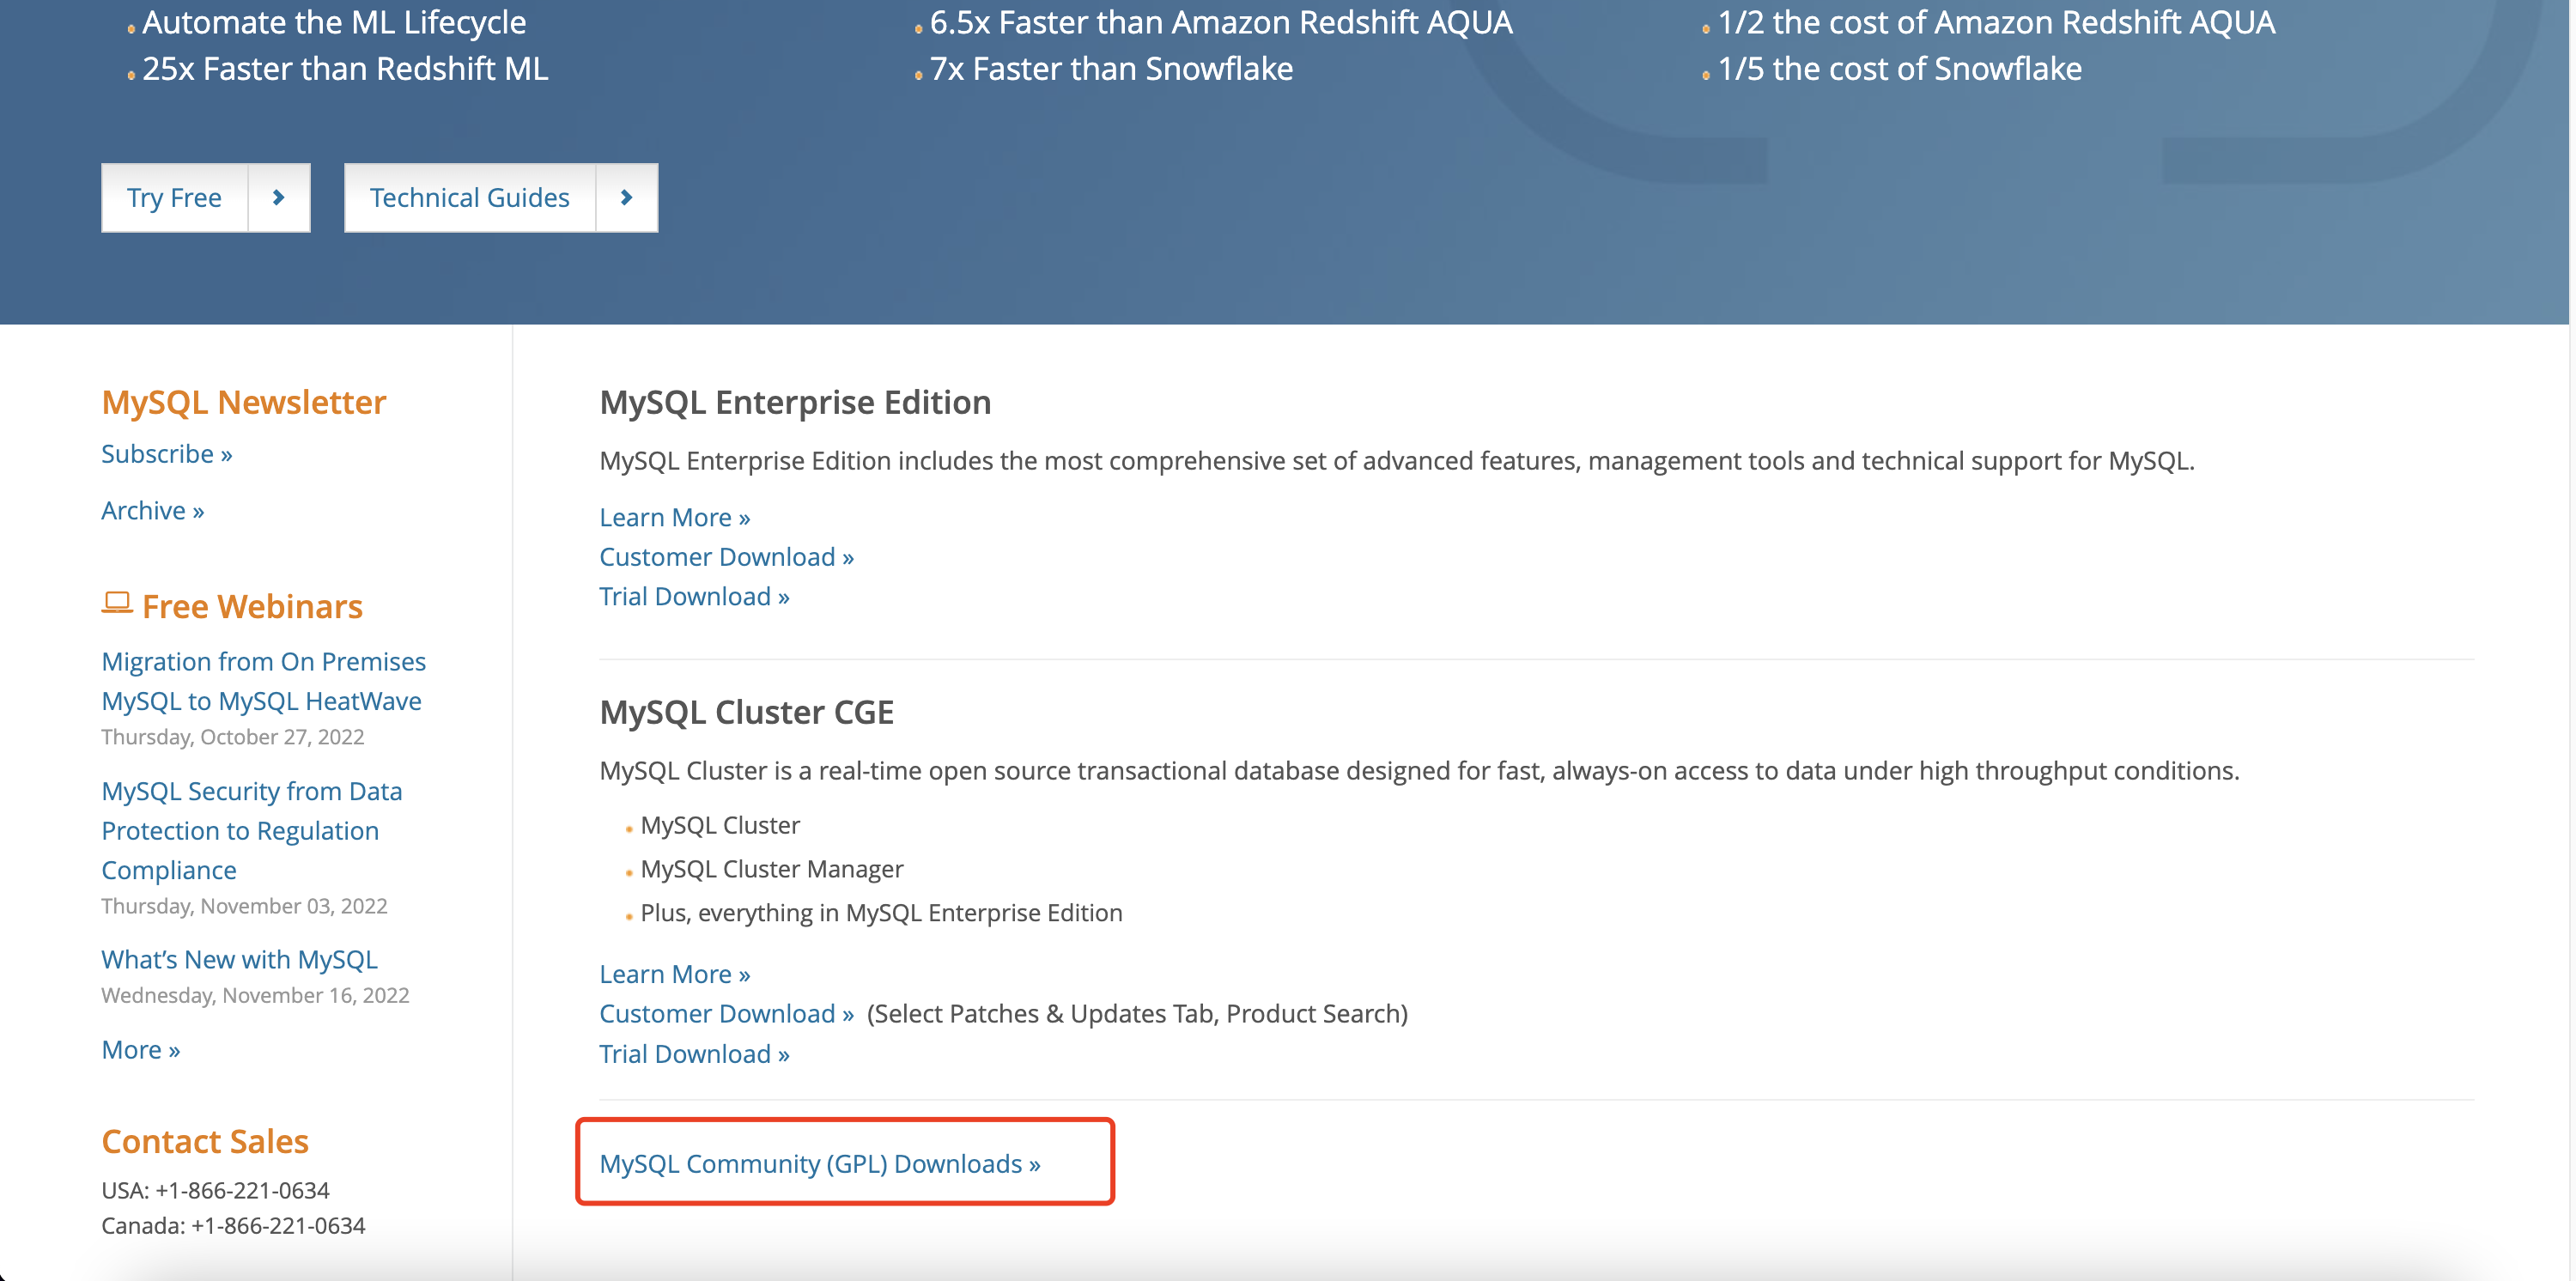 Automate the ML Lifecycle
25x Faster than Redshift ML
6.5x Faster than Amazon Redshift AQUA
7x Faster than Snowflake
1/2 the cost of Amazon Redshift AQUA
1/5 the cost of Snowflake
Try Free
Technical Guides
MySQL Newsletter
Subscribe »
Archive »
Free Webinars
Migration from On Premises
MySQL to MySQL HeatWave
Thursday, October 27, 2022
MySQL Security from Data
Protection to Regulation
Compliance
Thursday, November 03, 2022
What's New with MySQL
Wednesday, November 16, 2022
More »
Contact Sales
USA: +1-866-221-0634
Canada: +1-866-221-0634
MySQL Enterprise Edition
MySQL Enterprise Edition includes the most comprehensive set of advanced features, management tools and technical support for MySQL.
Learn More »
Customer Download »
Trial Download »
MySQL Cluster CGE
MySQL Cluster is a real-time open source transactional database designed for fast, always-on access to data under high throughput conditions.
MySQL Cluster
MySQL Cluster Manager
Plus, everything in MySQL Enterprise Edition
Learn More »
Customer Download » (Select Patches & Updates Tab, Product Search)
Trial Download »
MySQL Community (GPL) Downloads »